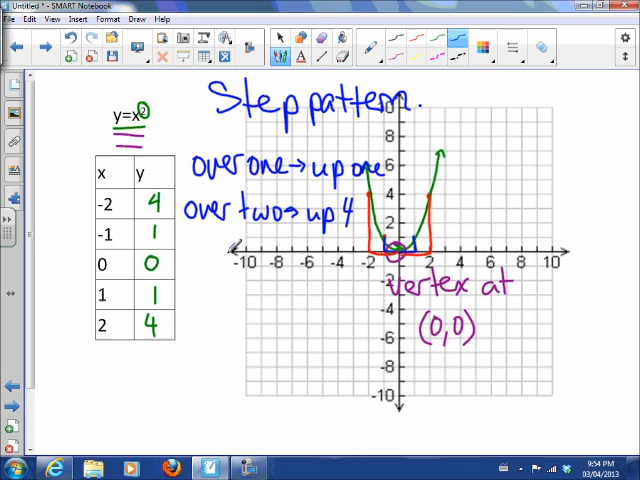 Untitled * - SMART Notebook
File Edit View Insert Format Tools Draw Help
Step pattern.
y=x²
over one → up one
over two → up 4
x y
-2 4
-1 1
0 0
1 1
2 4
10
8
6
4
2
-10 -8 -6 -4 -2 2 4 6 8 10
-2
-4
-6
-8
-10
vertex at
(0,0)
9:54 PM
03/04/2013